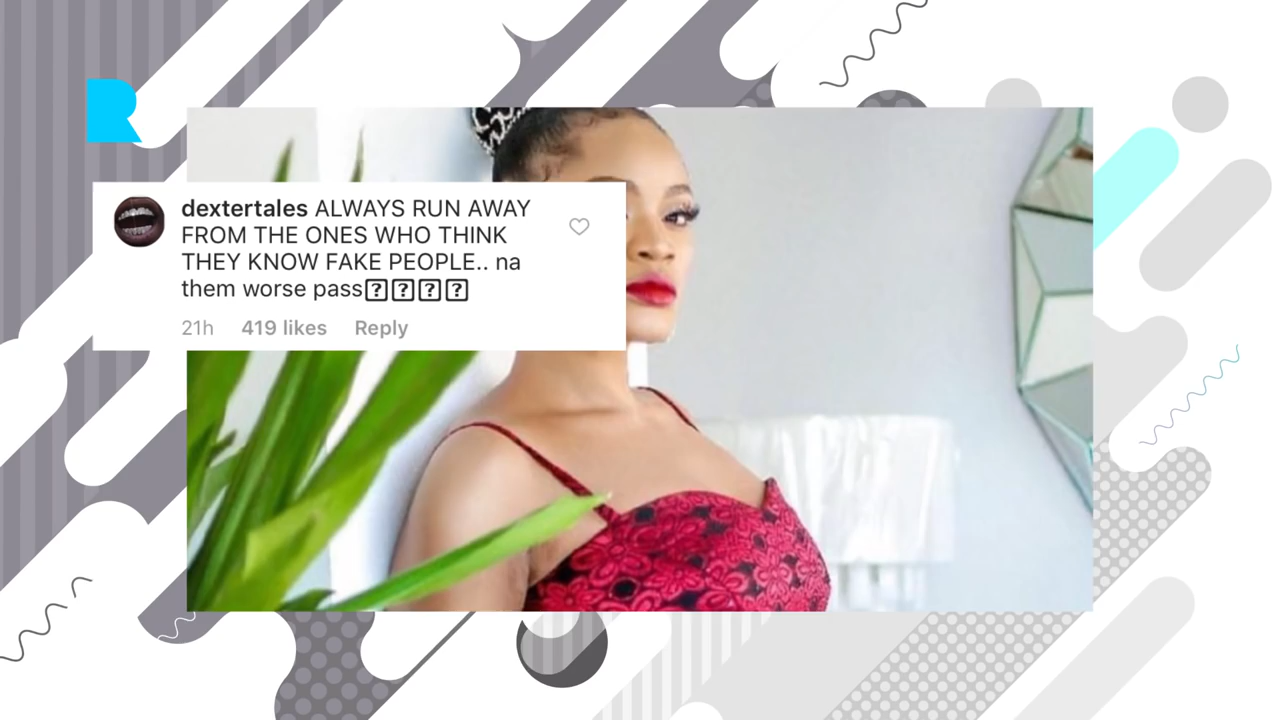 R
dextertales ALWAYS RUN AWAY
FROM THE ONES WHO THINK
THEY KNOW FAKE PEOPLE.. na
them worse pass🯄🯄🯄🯄
21h 419 likes Reply